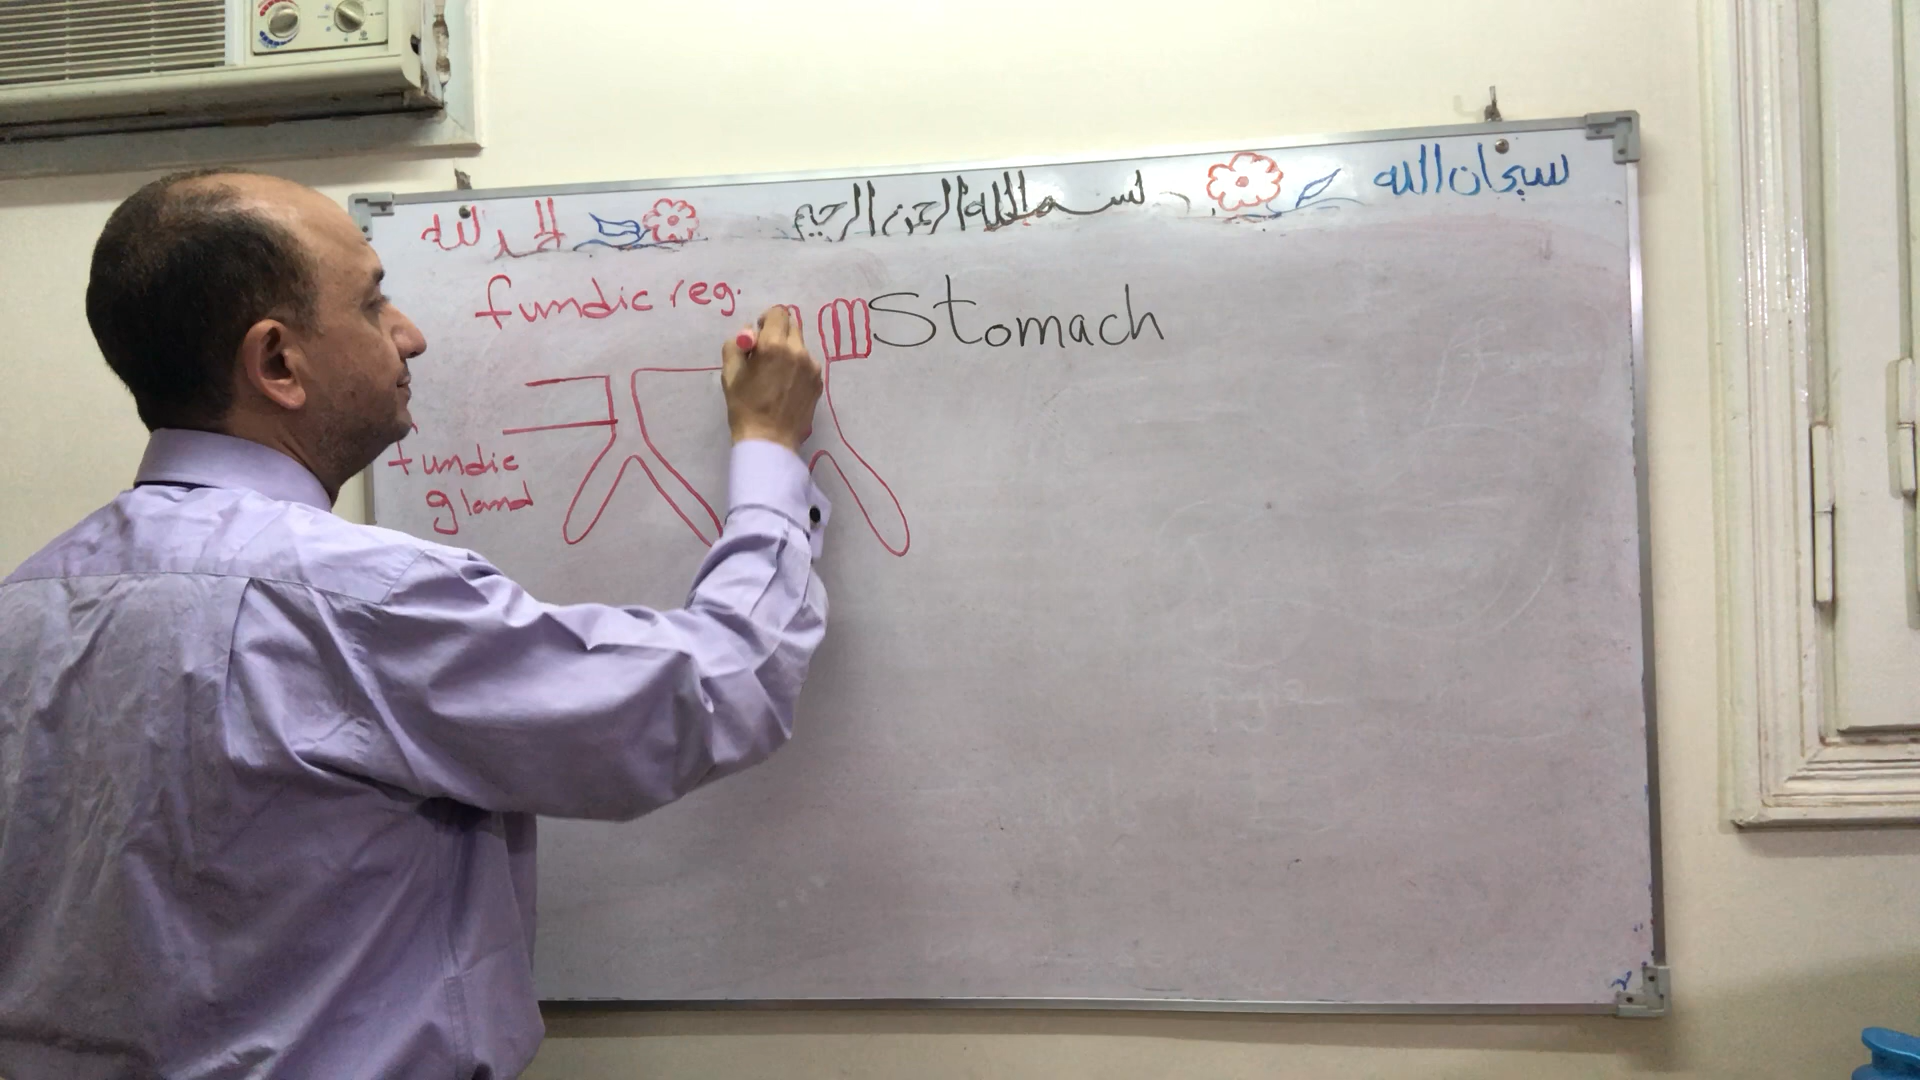 سبحان الله
بسم الله الرحمن الرحيم
الحمد لله
fundic reg.
Stomach
fundic
gland